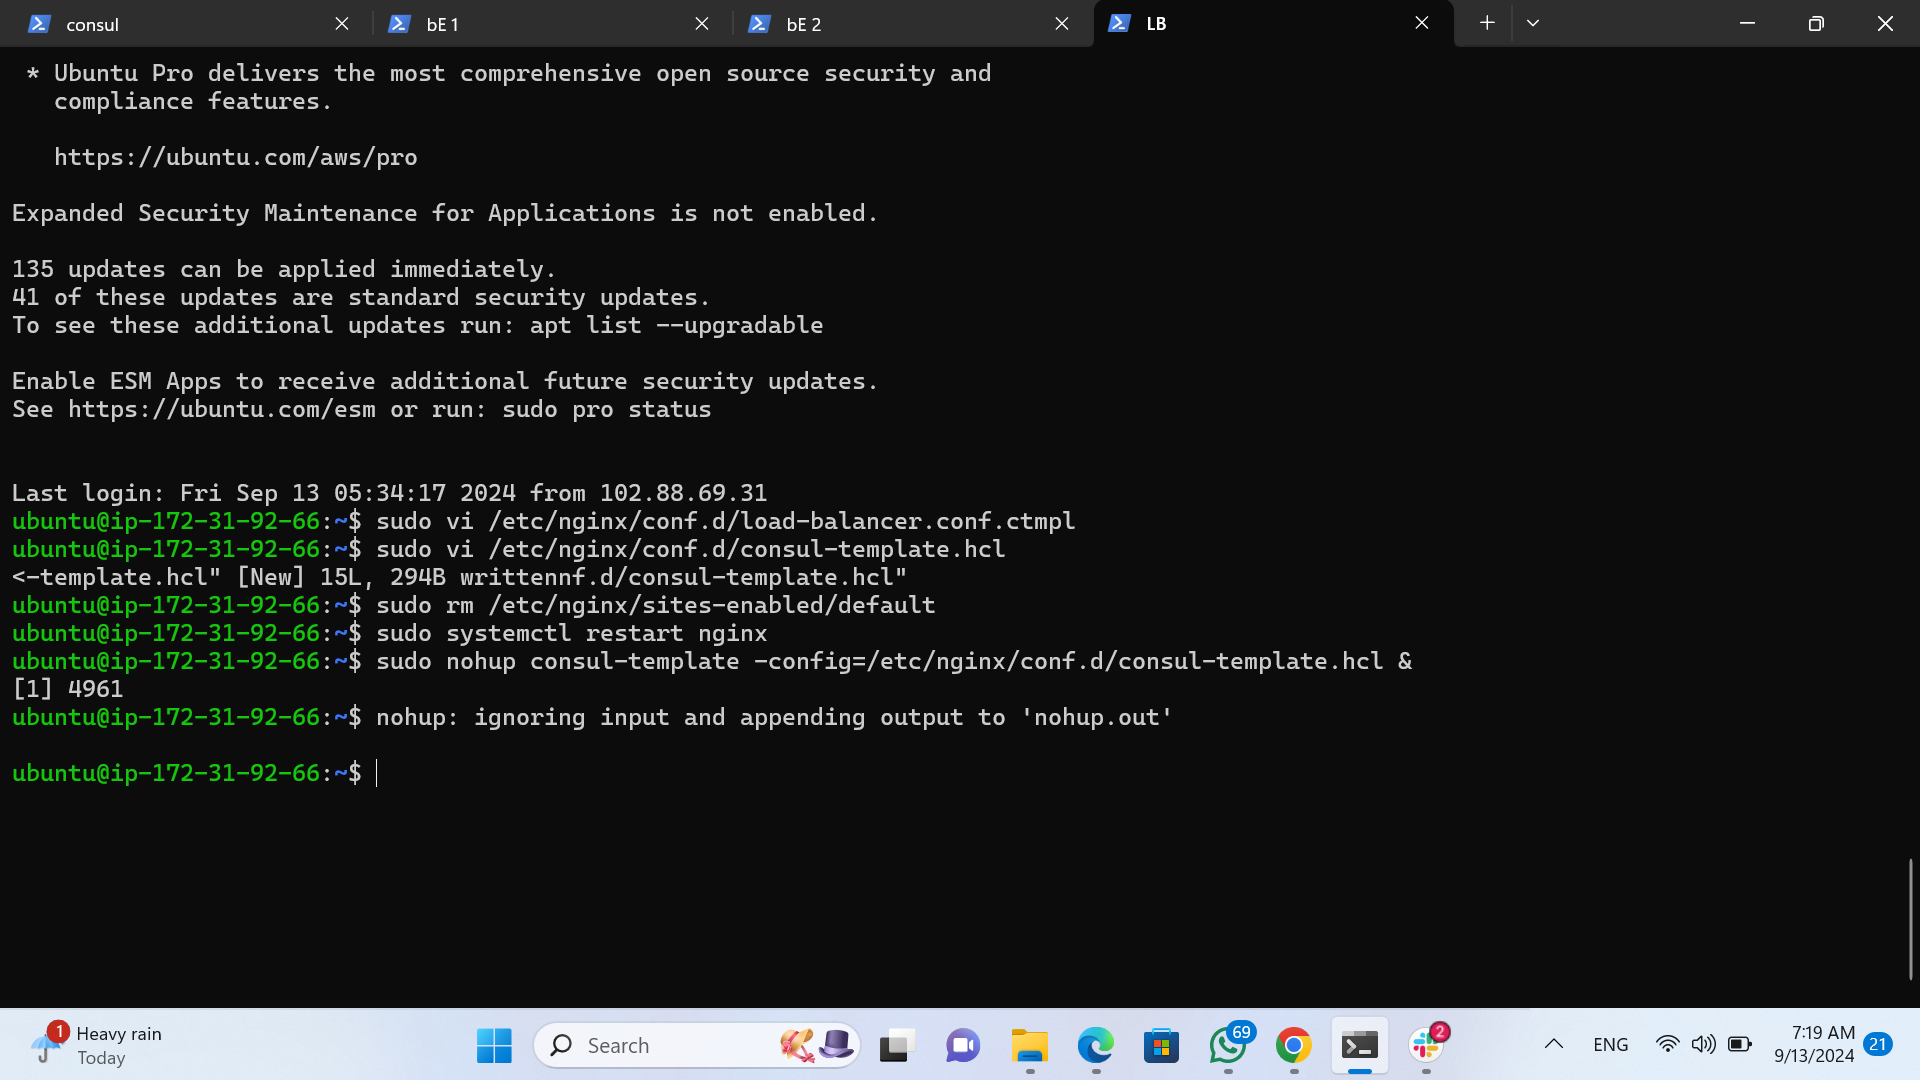 consul
bE 1
bE 2
LB
* Ubuntu Pro delivers the most comprehensive open source security and
compliance features.
https://ubuntu.com/aws/pro
Expanded Security Maintenance for Applications is not enabled.
135 updates can be applied immediately.
41 of these updates are standard security updates.
To see these additional updates run: apt list --upgradable
Enable ESM Apps to receive additional future security updates.
See https://ubuntu.com/esm or run: sudo pro status
Last login: Fri Sep 13 05:34:17 2024 from 102.88.69.31
ubuntu@ip-172-31-92-66:~$ sudo vi /etc/nginx/conf.d/load-balancer.conf.ctmpl
ubuntu@ip-172-31-92-66:~$ sudo vi /etc/nginx/conf.d/consul-template.hcl
<-template.hcl" [New] 15L, 294B writtennf.d/consul-template.hcl"
ubuntu@ip-172-31-92-66:~$ sudo rm /etc/nginx/sites-enabled/default
ubuntu@ip-172-31-92-66:~$ sudo systemctl restart nginx
ubuntu@ip-172-31-92-66:~$ sudo nohup consul-template -config=/etc/nginx/conf.d/consul-template.hcl &
[1] 4961
ubuntu@ip-172-31-92-66:~$ nohup: ignoring input and appending output to 'nohup.out'
ubuntu@ip-172-31-92-66:~$
1
Heavy rain
Today
Search
69
2
ENG
7:19 AM
9/13/2024
21